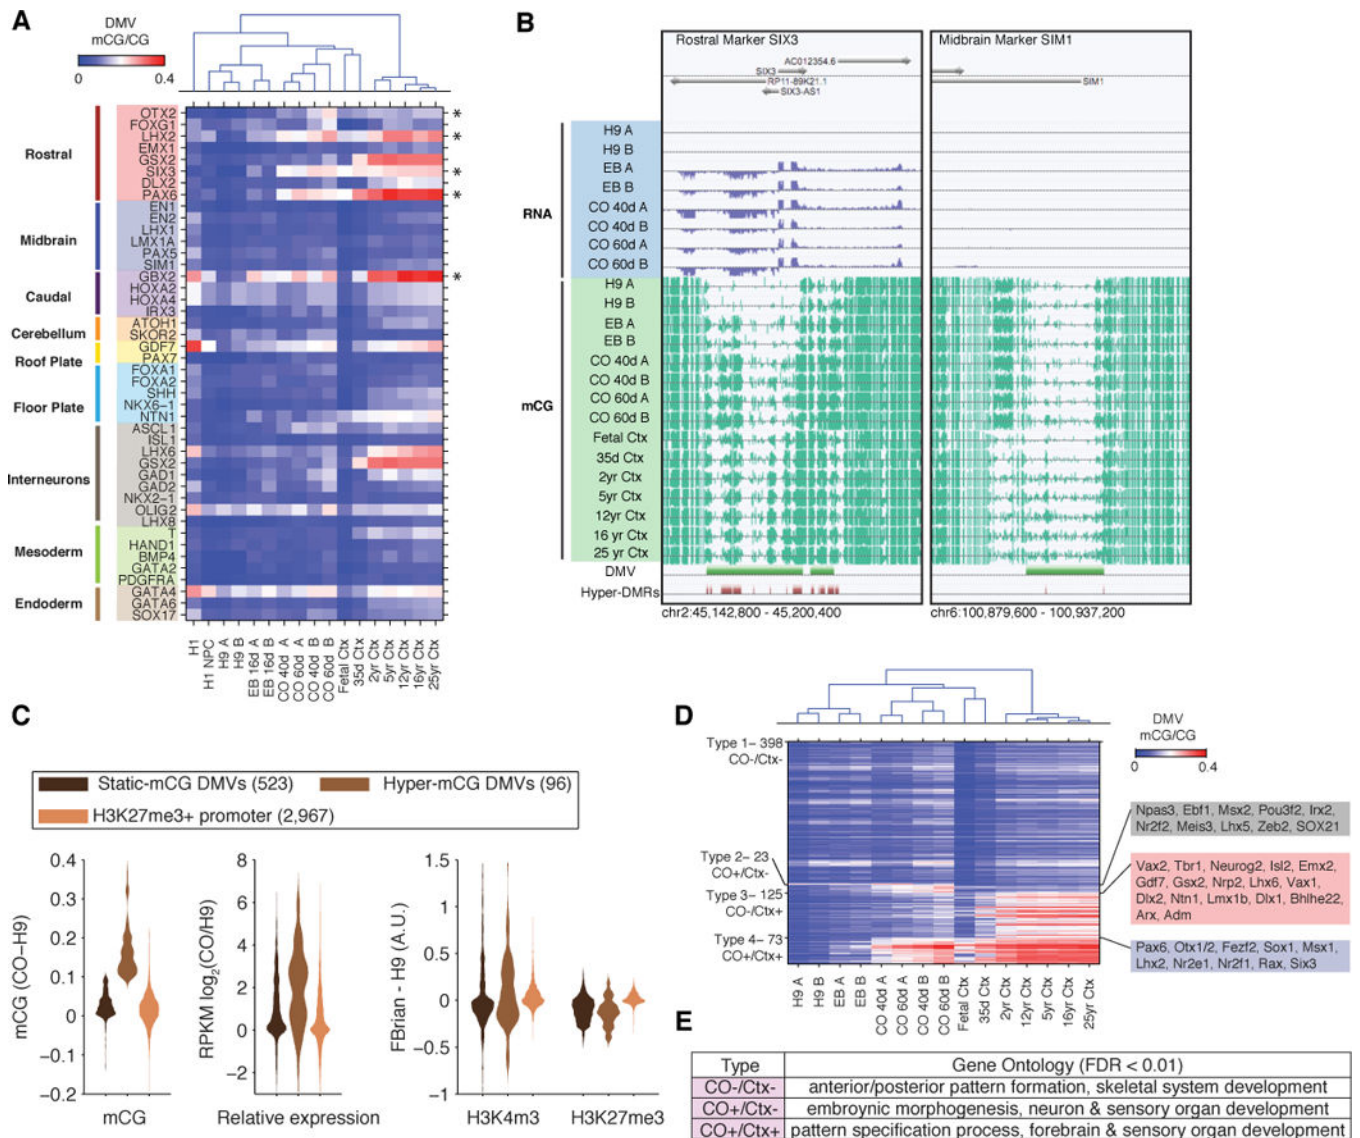 A
DMV
mCG/CG
0 0.4
Rostral
Midbrain
Caudal
Cerebellum
Roof Plate
Floor Plate
Interneurons
Mesoderm
Endoderm
OTX2 *
FOXG1
LHX2 *
EMX1
GSX2
SIX3 *
DLX2
PAX6 *
EN1
EN2
LHX1
LMX1A
PAX5
SIM1
GBX2 *
HOXA2
HOXA4
IRX3
ATOH1
SKOR2
GDF7
PAX7
FOXA1
FOXA2
SHH
NKX6-1
NTN1
ASCL1
ISL1
LHX6
GSX2
GAD1
GAD2
NKX2-1
OLIG2
LHX8
T
HAND1
BMP4
GATA2
PDGFRA
GATA4
GATA6
SOX17
H1
H1 NPC
H9 A
H9 B
EB 16d A
EB 16d B
CO 40d A
CO 60d A
CO 40d B
CO 60d B
Fetal Ctx
35d Ctx
2yr Ctx
5yr Ctx
12yr Ctx
16yr Ctx
25yr Ctx
B
Rostral Marker SIX3
Midbrain Marker SIM1
AC012354.6
SIX3
RP11-89K21.1
SIX3-AS1
SIM1
RNA
H9 A
H9 B
EB A
EB B
CO 40d A
CO 40d B
CO 60d A
CO 60d B
mCG
H9 A
H9 B
EB A
EB B
CO 40d A
CO 40d B
CO 60d A
CO 60d B
Fetal Ctx
35d Ctx
2yr Ctx
5yr Ctx
12yr Ctx
16 yr Ctx
25 yr Ctx
DMV
Hyper-DMRs
chr2:45,142,800 - 45,200,400
chr6:100,879,600 - 100,937,200
C
Static-mCG DMVs (523)
Hyper-mCG DMVs (96)
H3K27me3+ promoter (2,967)
mCG (CO–H9)
0.4
0.3
0.2
0.1
0
−0.1
−0.2
mCG
RPKM log2(CO/H9)
8
6
4
2
0
−2
Relative expression
FBrian - H9 (A.U.)
1.5
1
0.5
0
−0.5
−1
H3K4m3
H3K27me3
D
DMV
mCG/CG
0 0.4
Type 1– 398
CO-/Ctx-
Type 2– 23
CO+/Ctx-
Type 3– 125
CO-/Ctx+
Type 4– 73
CO+/Ctx+
H9 A
H9 B
EB A
EB B
CO 40d A
CO 60d A
CO 40d B
CO 60d B
Fetal Ctx
35d Ctx
2yr Ctx
12yr Ctx
5yr Ctx
16yr Ctx
25yr Ctx
Npas3, Ebf1, Msx2, Pou3f2, Irx2,
Nr2f2, Meis3, Lhx5, Zeb2, SOX21
Vax2, Tbr1, Neurog2, Isl2, Emx2,
Gdf7, Gsx2, Nrp2, Lhx6, Vax1,
Dlx2, Ntn1, Lmx1b, Dlx1, Bhlhe22,
Arx, Adm
Pax6, Otx1/2, Fezf2, Sox1, Msx1,
Lhx2, Nr2e1, Nr2f1, Rax, Six3
E
Type Gene Ontology (FDR < 0.01)
CO-/Ctx- anterior/posterior pattern formation, skeletal system development
CO+/Ctx- embroynic morphogenesis, neuron & sensory organ development
CO+/Ctx+ pattern specification process, forebrain & sensory organ development